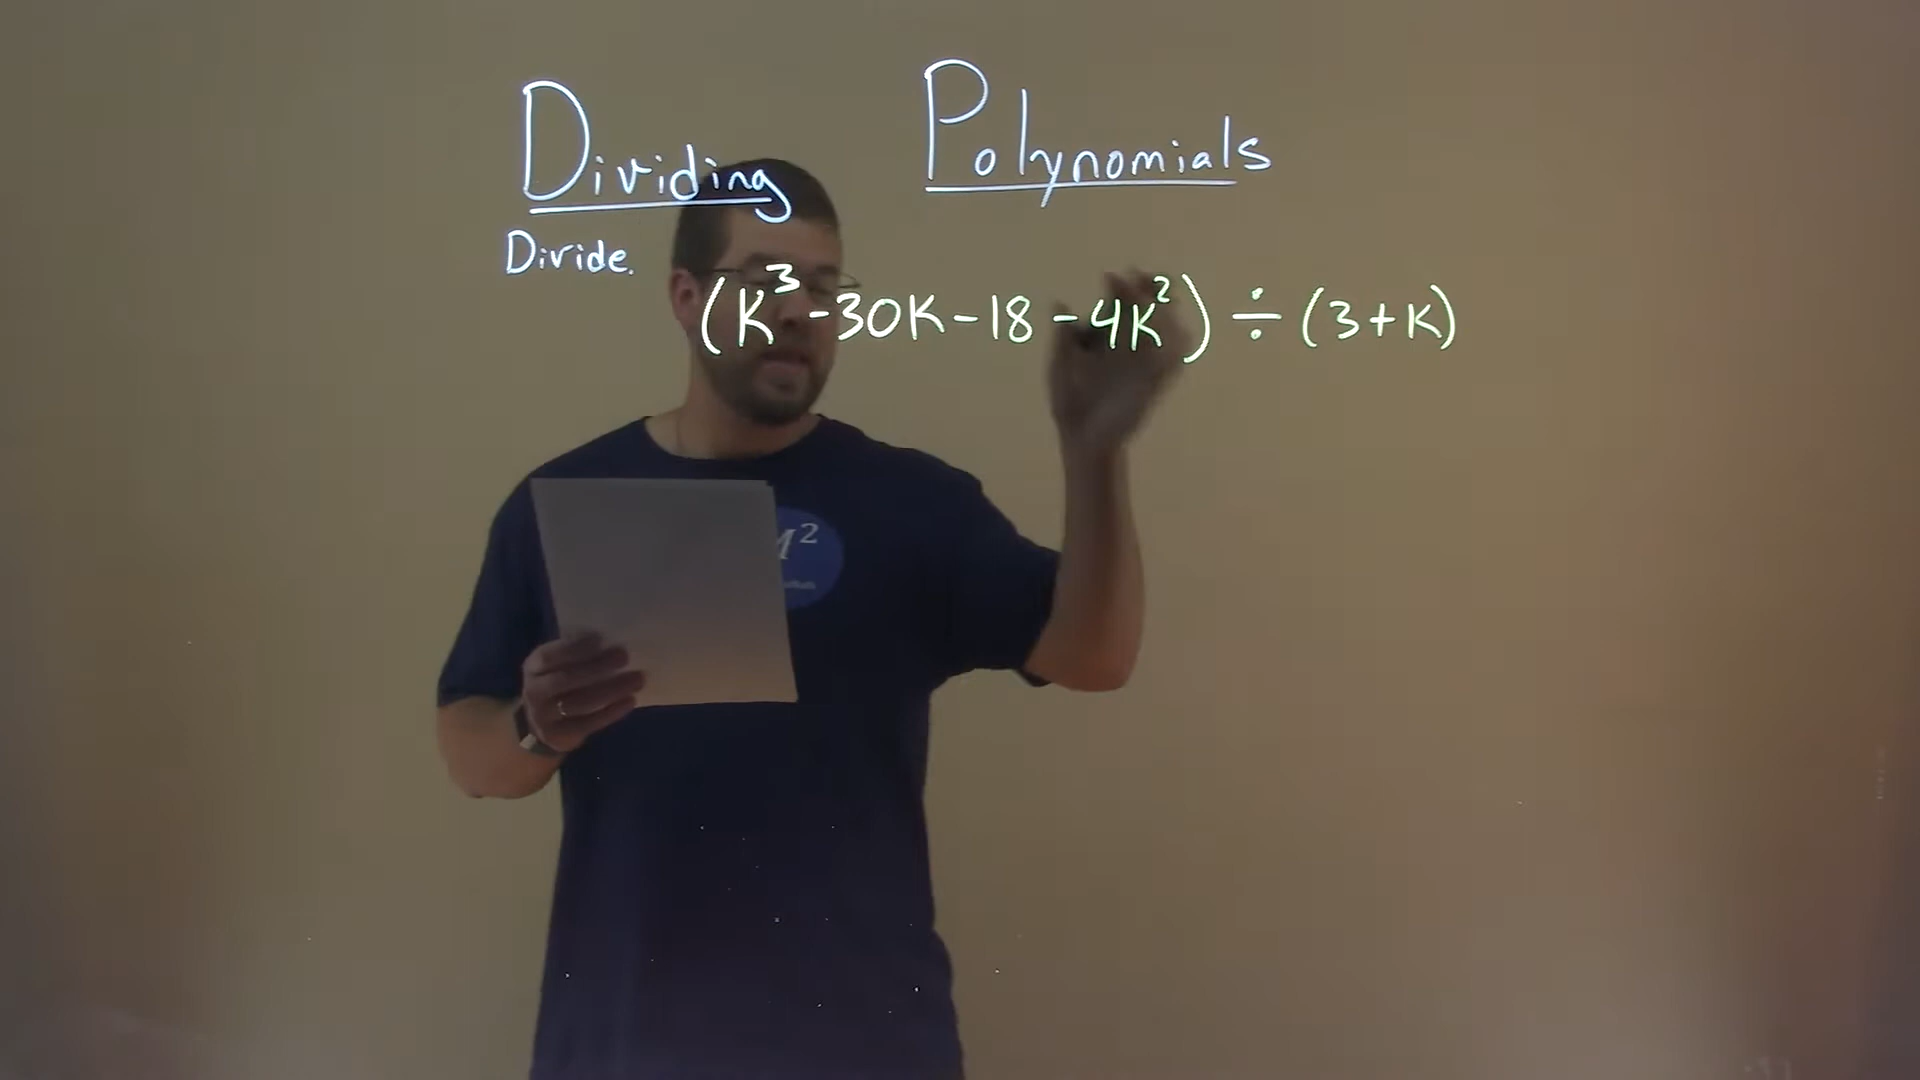 Dividing Polynomials
Divide.
(K³-30K-18-4K²) ÷ (3+K)